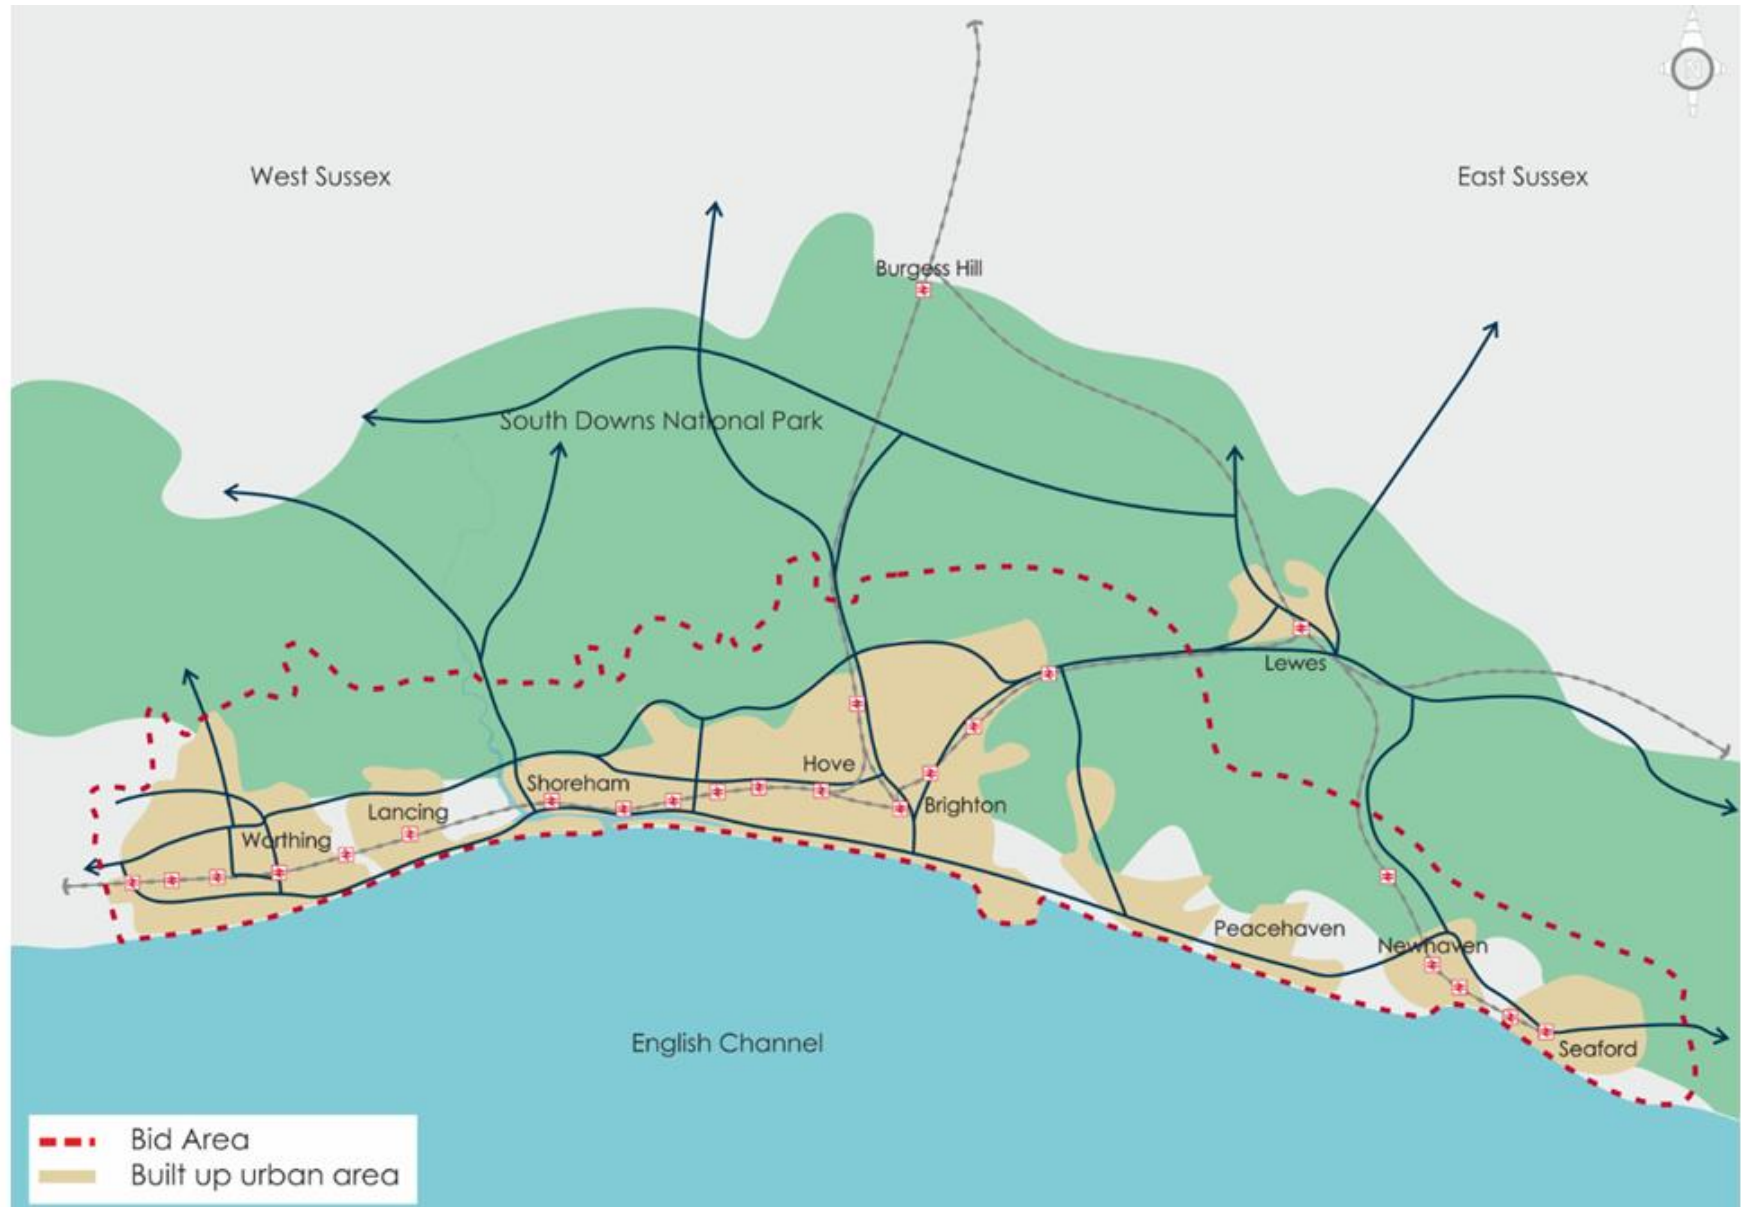 N
West Sussex
East Sussex
Burgess Hill
South Downs National Park
Lewes
Hove
Shoreham
Brighton
Lancing
Worthing
Peacehaven
Newhaven
English Channel
Seaford
Bid Area
Built up urban area